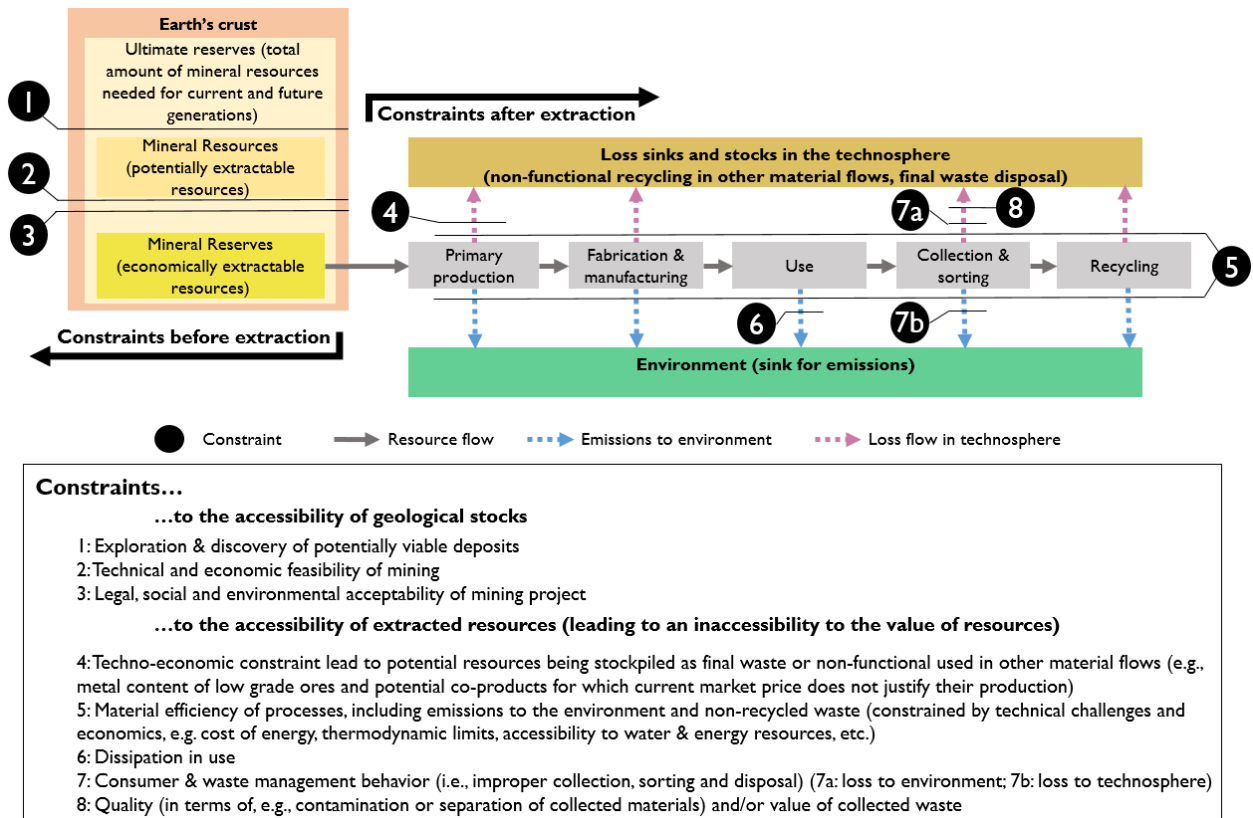 Earth's crust
Ultimate reserves (total
amount of mineral resources
needed for current and future
generations)
1
Mineral Resources
(potentially extractable
resources)
2
3
Mineral Reserves
(economically extractable
resources)
Constraints before extraction
Constraints after extraction
Loss sinks and stocks in the technosphere
(non-functional recycling in other material flows, final waste disposal)
4
7a
8
Primary
production
Fabrication &
manufacturing
Use
Collection &
sorting
Recycling
5
6
7b
Environment (sink for emissions)
Constraint
Resource flow
Emissions to environment
Loss flow in technosphere
Constraints…
…to the accessibility of geological stocks
1: Exploration & discovery of potentially viable deposits
2: Technical and economic feasibility of mining
3: Legal, social and environmental acceptability of mining project
…to the accessibility of extracted resources (leading to an inaccessibility to the value of resources)
4: Techno-economic constraint lead to potential resources being stockpiled as final waste or non-functional used in other material flows (e.g.,
metal content of low grade ores and potential co-products for which current market price does not justify their production)
5: Material efficiency of processes, including emissions to the environment and non-recycled waste (constrained by technical challenges and
economics, e.g. cost of energy, thermodynamic limits, accessibility to water & energy resources, etc.)
6: Dissipation in use
7: Consumer & waste management behavior (i.e., improper collection, sorting and disposal) (7a: loss to environment; 7b: loss to technosphere)
8: Quality (in terms of, e.g., contamination or separation of collected materials) and/or value of collected waste